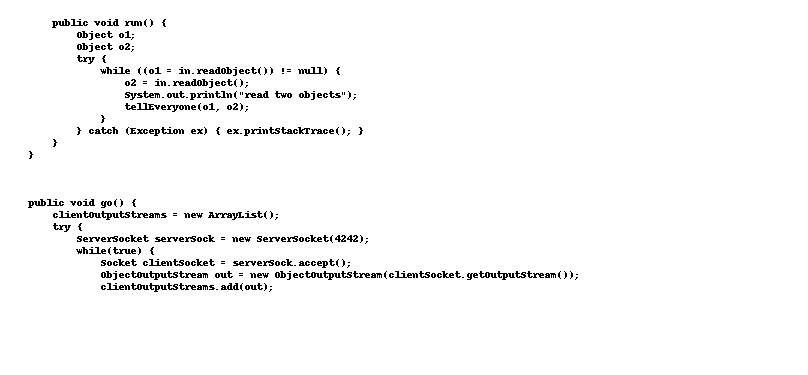 public void run() {
Object o1;
Object o2;
try {
while ((o1 = in.readObject()) != null) {
o2 = in.readObject();
System.out.println("read two objects");
tellEveryone(o1, o2);
}
} catch (Exception ex) { ex.printStackTrace(); }
}
}
public void go() {
clientOutputStreams = new ArrayList();
try {
ServerSocket serverSock = new ServerSocket(4242);
while(true) {
Socket clientSocket = serverSock.accept();
ObjectOutputStream out = new ObjectOutputStream(clientSocket.getOutputStream());
clientOutputStreams.add(out);